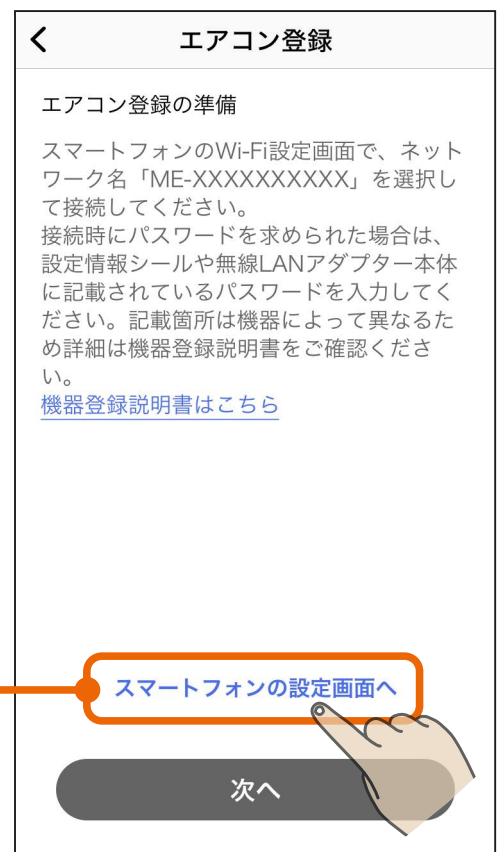 エアコン登録
エアコン登録の準備
スマートフォンのWi-Fi設定画面で、ネット
ワーク名「ME-XXXXXXXXXX」を選択し
て接続してください。
接続時にパスワードを求められた場合は、
設定情報シールや無線LANアダプター本体
に記載されているパスワードを入力してく
ださい。記載箇所は機器によって異なるた
め詳細は機器登録説明書をご確認くださ
い。
機器登録説明書はこちら
スマートフォンの設定画面へ
次へ